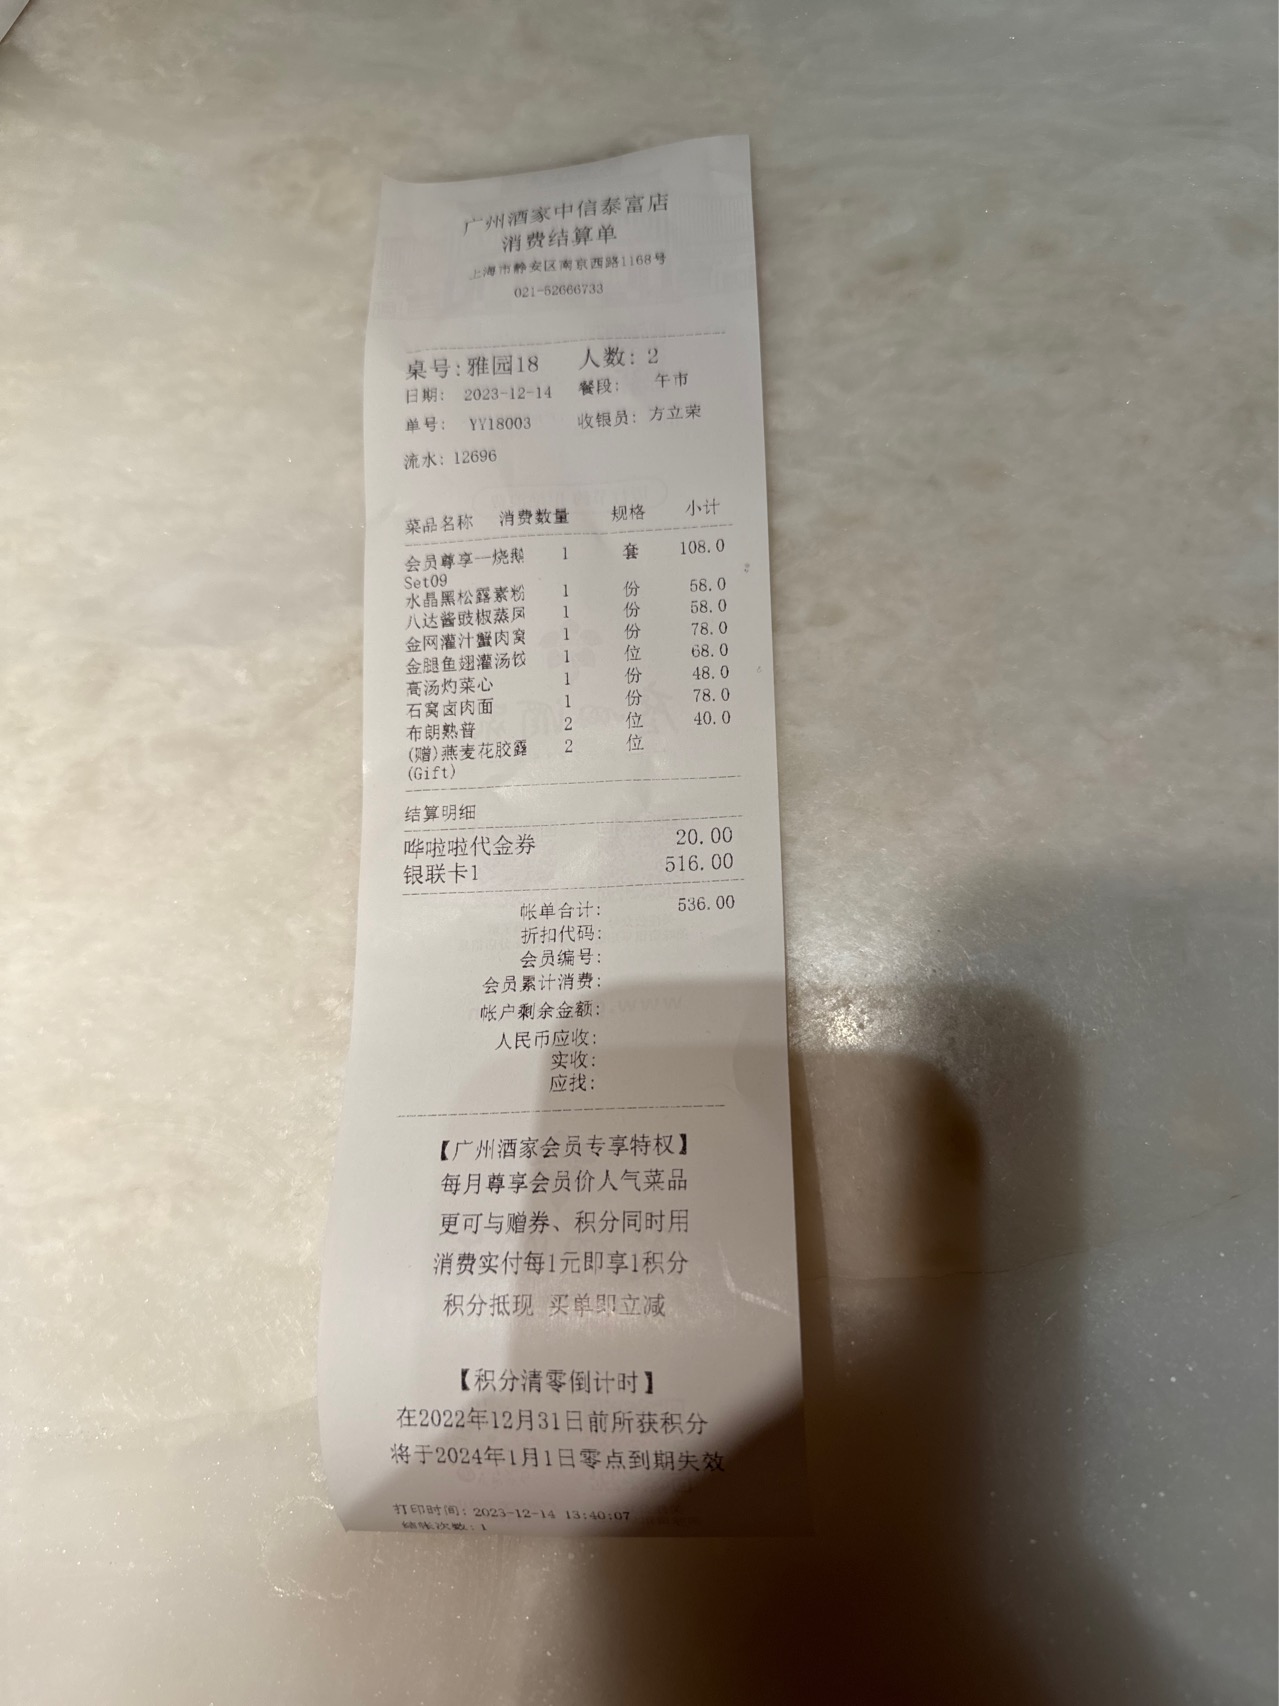 广州酒家中信泰富店
消费结算单
上海市静安区南京西路1168号
021-52666733
桌号:雅园18 人数: 2
日期: 2023-12-14 餐段: 午市
单号: YY18003 收银员: 方立荣
流水: 12696
菜品名称 消费数量 规格 小计
会员尊享一烧鹅 1 套 108.0
Set09
水晶黑松露素粉 1 份 58.0
八达酱豉椒蒸凤 1 份 58.0
金网灌汁蟹肉窝 1 份 78.0
金腿鱼翅灌汤饺 1 位 68.0
高汤灼菜心 1 份 48.0
石窝卤肉面 1 份 78.0
布朗熟普 2 位 40.0
(赠)燕麦花胶露 2 位
(Gift)
结算明细
哗啦啦代金券 20.00
银联卡1 516.00
帐单合计: 536.00
折扣代码:
会员编号:
会员累计消费:
帐户剩余金额:
人民币应收:
实收:
应找:
【广州酒家会员专享特权】
每月尊享会员价人气菜品
更可与赠券、积分同时用
消费实付每1元即享1积分
积分抵现 买单即立减
【积分清零倒计时】
在2022年12月31日前所获积分
将于2024年1月1日零点到期失效
打印时间: 2023-12-14 13:40:07
结账次数: 1